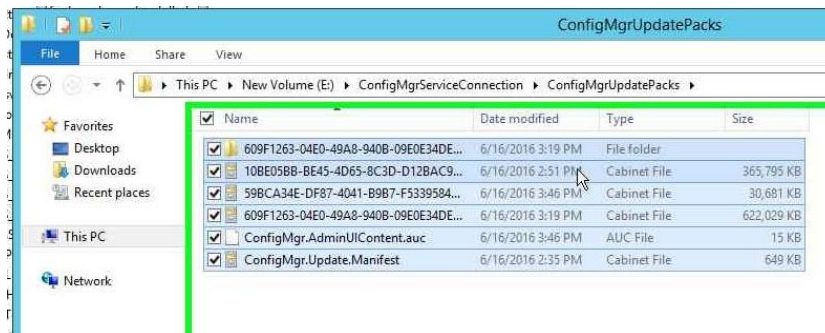 ConfigMgrUpdatePacks
File Home Share View
This PC New Volume (E:) ConfigMgrServiceConnection ConfigMgrUpdatePacks
Name Date modified Type Size
Favorites
Desktop
Downloads
Recent places
This PC
Network
609F1263-04E0-49A8-940B-09E0E34DE... 6/16/2016 3:19 PM File folder
10BE05BB-BE45-4D65-8C3D-D12BAC9... 6/16/2016 2:51 PM Cabinet File 365,795 KB
59BCA34E-DF87-4041-B9B7-F5339584... 6/16/2016 3:46 PM Cabinet File 30,681 KB
609F1263-04E0-49A8-940B-09E0E34DE... 6/16/2016 3:19 PM Cabinet File 622,029 KB
ConfigMgr.AdminUIContent.auc 6/16/2016 3:46 PM AUC File 15 KB
ConfigMgr.Update.Manifest 6/16/2016 2:35 PM Cabinet File 649 KB